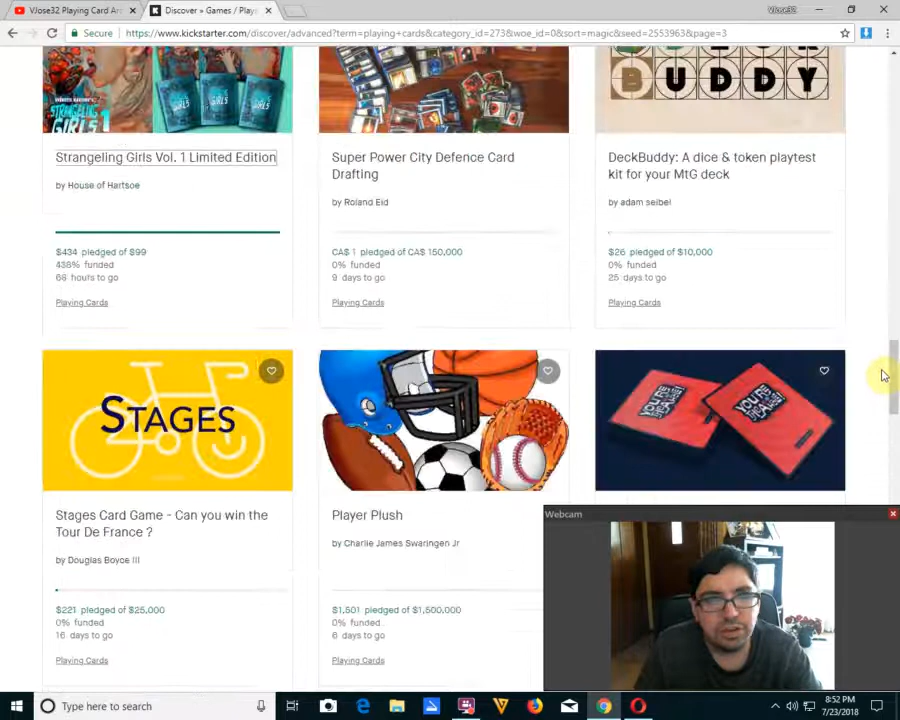 VJose32 Playing Card Arc
Discover » Games / Playi
VJose32
Secure
https://www.kickstarter.com/discover/advanced?term=playing+cards&category_id=273&woe_id=0&sort=magic&seed=2553963&page=3
STRANGELING
GIRLS
BUDDY
Strangeling Girls Vol. 1 Limited Edition
by House of Hartsoe
$434 pledged of $99
438% funded
68 hours to go
Playing Cards
Super Power City Defence Card
Drafting
by Roland Eid
CA$ 1 pledged of CA$ 150,000
0% funded
9 days to go
Playing Cards
DeckBuddy: A dice & token playtest
kit for your MtG deck
by adam seibel
$26 pledged of $10,000
0% funded
25 days to go
Playing Cards
STAGES
Stages Card Game - Can you win the
Tour De France ?
by Douglas Boyce III
$221 pledged of $25,000
0% funded
16 days to go
Playing Cards
Player Plush
by Charlie James Swaringen Jr
$1,501 pledged of $1,500,000
0% funded
6 days to go
Playing Cards
Webcam
Type here to search
8:52 PM
7/23/2018